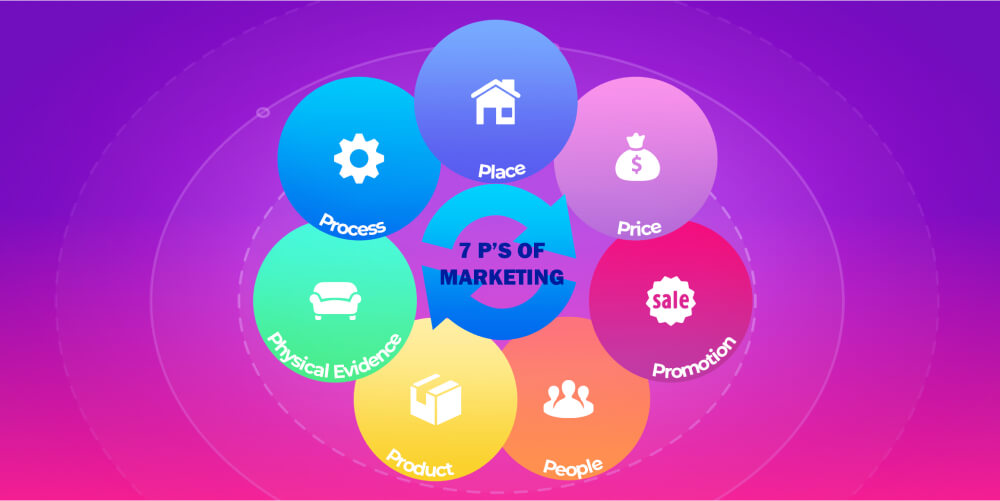 Place
Price
Process
$
7 P'S OF
MARKETING
sale
Promotion
Physical Evidence
Product
People